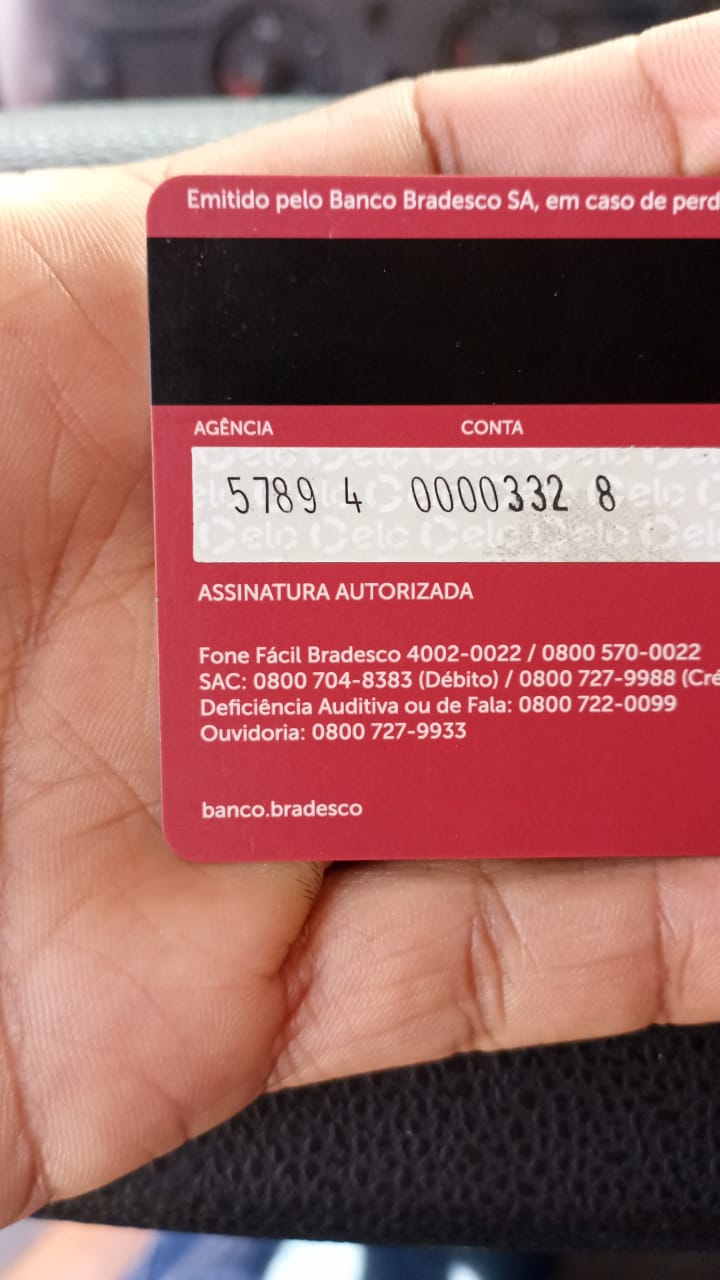 Emitido pelo Banco Bradesco SA, em caso de
AGÊNCIA CONTA
5789 4 0000332 8
elo
ASSINATURA AUTORIZADA
Fone Fácil Bradesco 4002-0022 / 0800 570-0022
SAC: 0800 704-8383 (Débito) / 0800 727-9988
Deficiência Auditiva ou de Fala: 0800 722-0099
Ouvidoria: 0800 727-9933
banco.bradesco